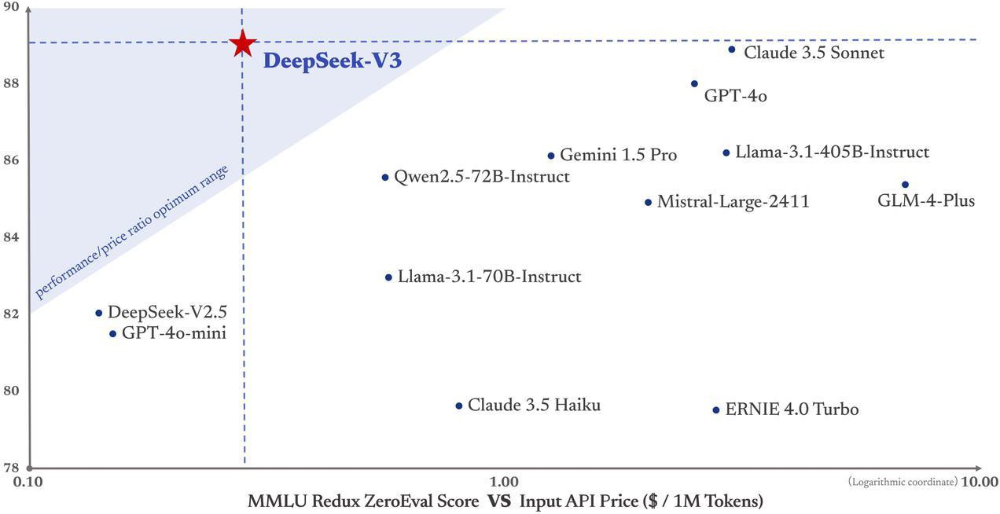 90
DeepSeek-V3
Claude 3.5 Sonnet
88
GPT-4o
86
Gemini 1.5 Pro
Llama-3.1-405B-Instruct
Qwen2.5-72B-Instruct
performance/price ratio optimum range
Mistral-Large-2411
GLM-4-Plus
84
Llama-3.1-70B-Instruct
82
DeepSeek-V2.5
GPT-4o-mini
80
Claude 3.5 Haiku
ERNIE 4.0 Turbo
78
0.10
1.00
(Logarithmic coordinate) 10.00
MMLU Redux ZeroEval Score VS Input API Price ($ / 1M Tokens)